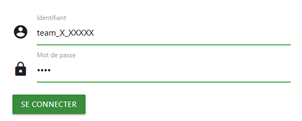 Identifiant
team_X_XXXXX
Mot de passe
••••
SE CONNECTER